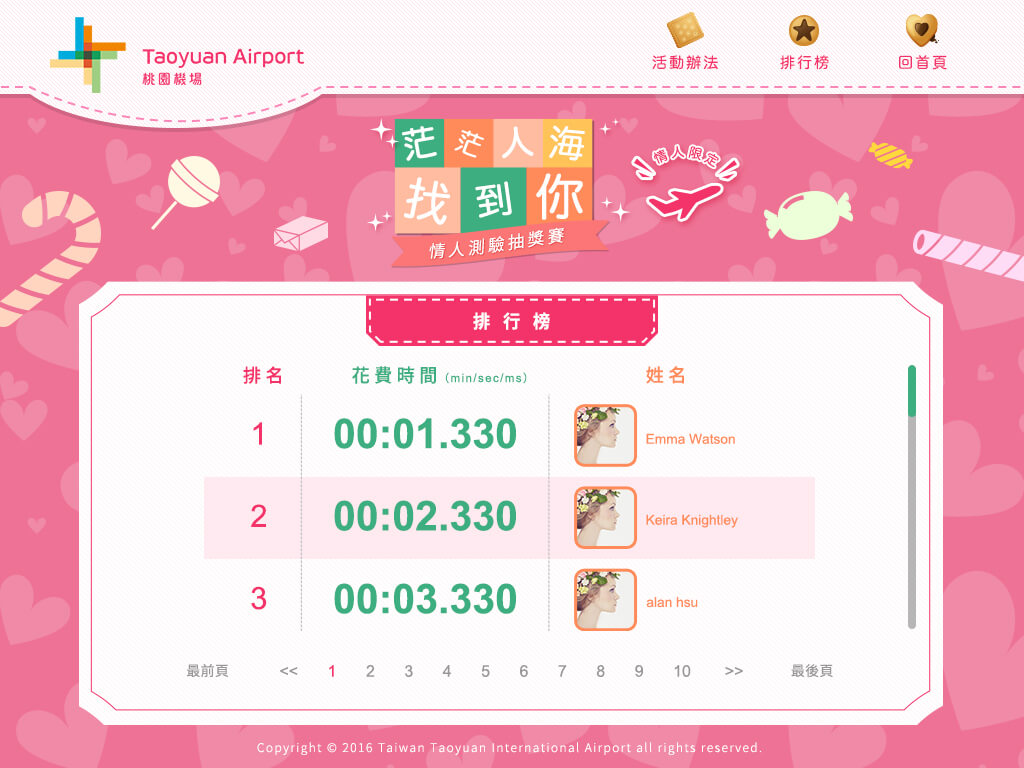 Taoyuan Airport
桃園機場
活動辦法
排行榜
回首頁
茫茫人海
找到你
情人測驗抽獎賽
情人限定
排行榜
排名 花費時間 (min/sec/ms) 姓名
1 00:01.330 Emma Watson
2 00:02.330 Keira Knightley
3 00:03.330 alan hsu
最前頁 << 1 2 3 4 5 6 7 8 9 10 >> 最後頁
Copyright © 2016 Taiwan Taoyuan International Airport all rights reserved.